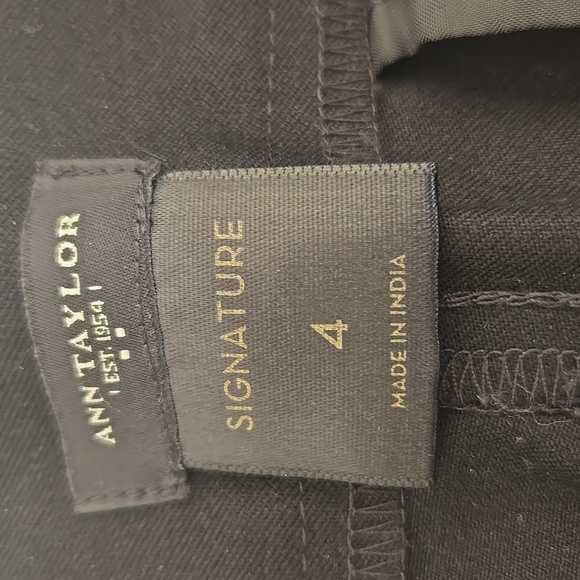 ANN TAYLOR
EST. 1954
SIGNATURE
4
MADE IN INDIA